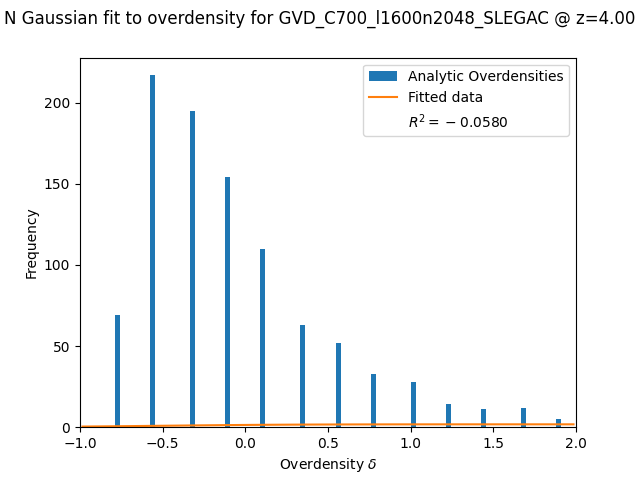 N Gaussian fit to overdensity for GVD_C700_l1600n2048_SLEGAC @ z=4.00
Analytic Overdensities
Fitted data
R² = − 0.0580
Frequency
200
150
100
50
0
−1.0 −0.5 0.0 0.5 1.0 1.5 2.0
Overdensity δ